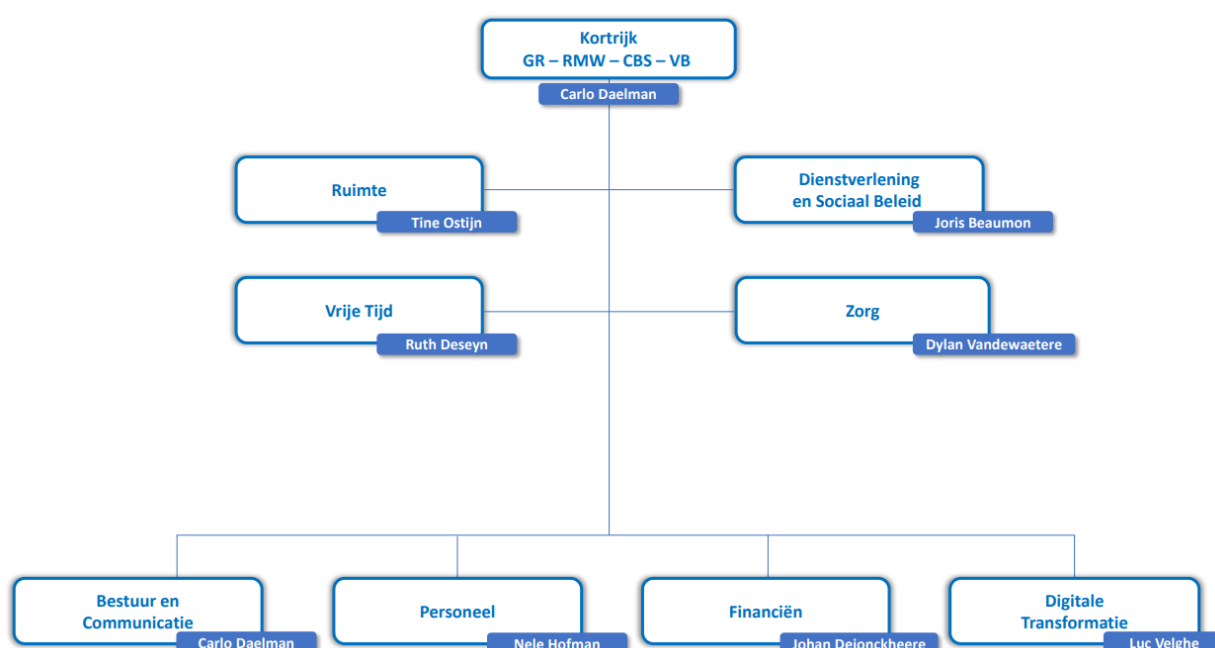 Kortrijk
GR – RMW – CBS – VB
Carlo Daelman
Ruimte
Tine Ostijn
Dienstverlening
en Sociaal Beleid
Joris Beaumon
Vrije Tijd
Ruth Deseyn
Zorg
Dylan Vandewaetere
Bestuur en
Communicatie
Carlo Daelman
Personeel
Nele Hofman
Financiën
Johan Dejonckheere
Digitale
Transformatie
Luc Velghe